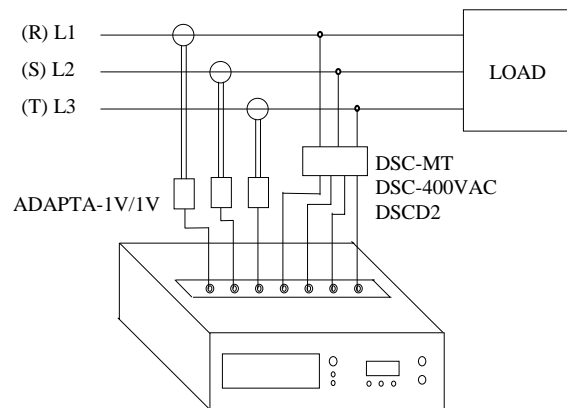 (R) L1
(S) L2
(T) L3
LOAD
DSC-MT
DSC-400VAC
DSCD2
ADAPTA-1V/1V